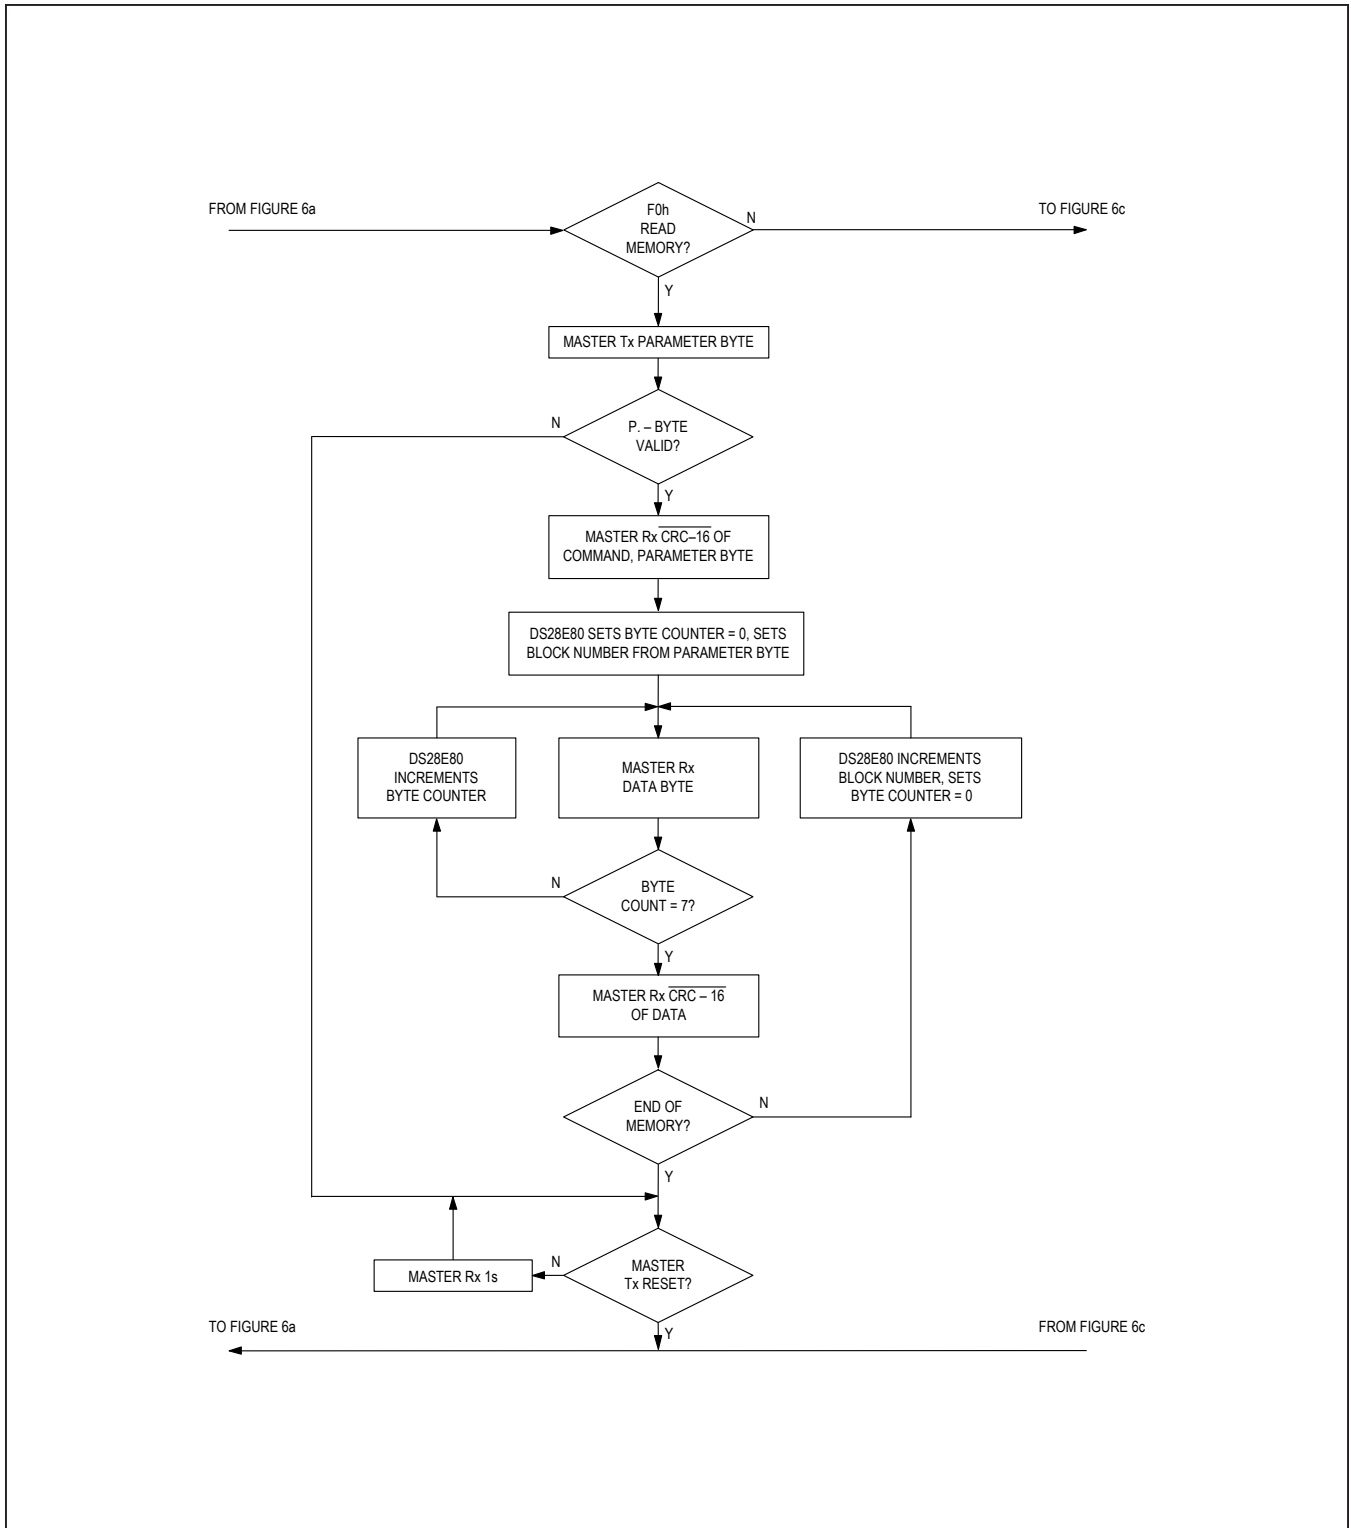 FROM FIGURE 6a
F0h
READ
MEMORY?
N
TO FIGURE 6c
Y
MASTER Tx PARAMETER BYTE
N
P. – BYTE
VALID?
Y
MASTER Rx CRC–16 OF
COMMAND, PARAMETER BYTE
DS28E80 SETS BYTE COUNTER = 0, SETS
BLOCK NUMBER FROM PARAMETER BYTE
DS28E80
INCREMENTS
BYTE COUNTER
MASTER Rx
DATA BYTE
DS28E80 INCREMENTS
BLOCK NUMBER, SETS
BYTE COUNTER = 0
N
BYTE
COUNT = 7?
Y
MASTER Rx CRC – 16
OF DATA
END OF
MEMORY?
N
Y
MASTER Rx 1s
N
MASTER
Tx RESET?
Y
TO FIGURE 6a
FROM FIGURE 6c